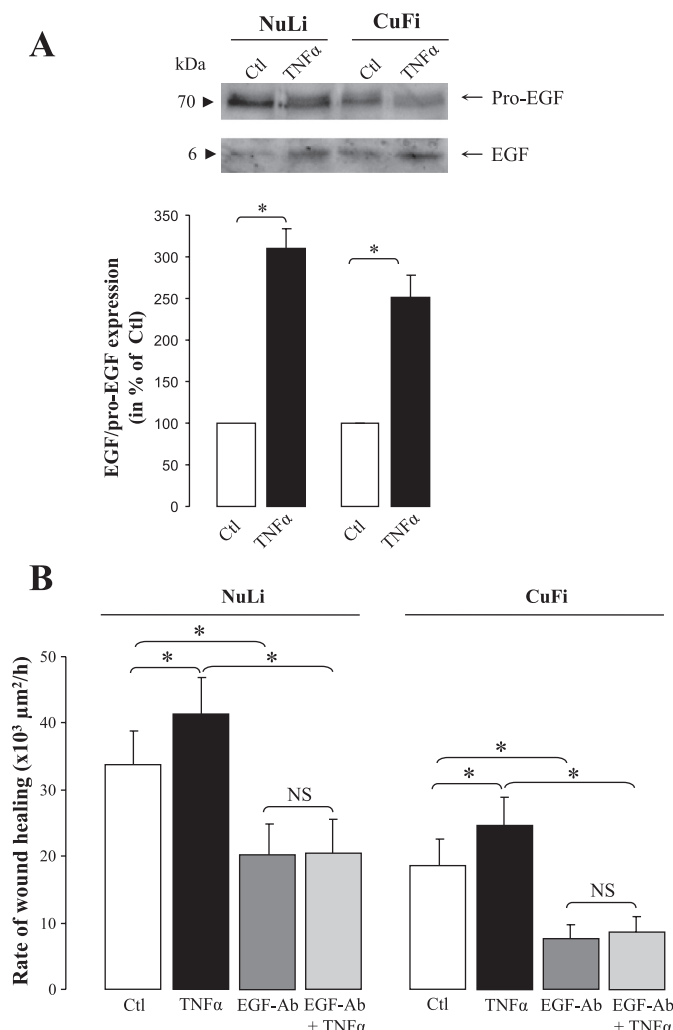 A
NuLi CuFi
kDa Ctl TNFα Ctl TNFα
70 ► ← Pro-EGF
6 ► ← EGF
EGF/pro-EGF expression
(in % of Ctl)
350
300
250
200
150
100
50
0
* *
Ctl TNFα Ctl TNFα
B
NuLi CuFi
Rate of wound healing (x10³ µm²/h)
50
40
30
20
10
0
* * * NS
* * * NS
Ctl TNFα EGF-Ab EGF-Ab Ctl TNFα EGF-Ab EGF-Ab
+ TNFα + TNFα